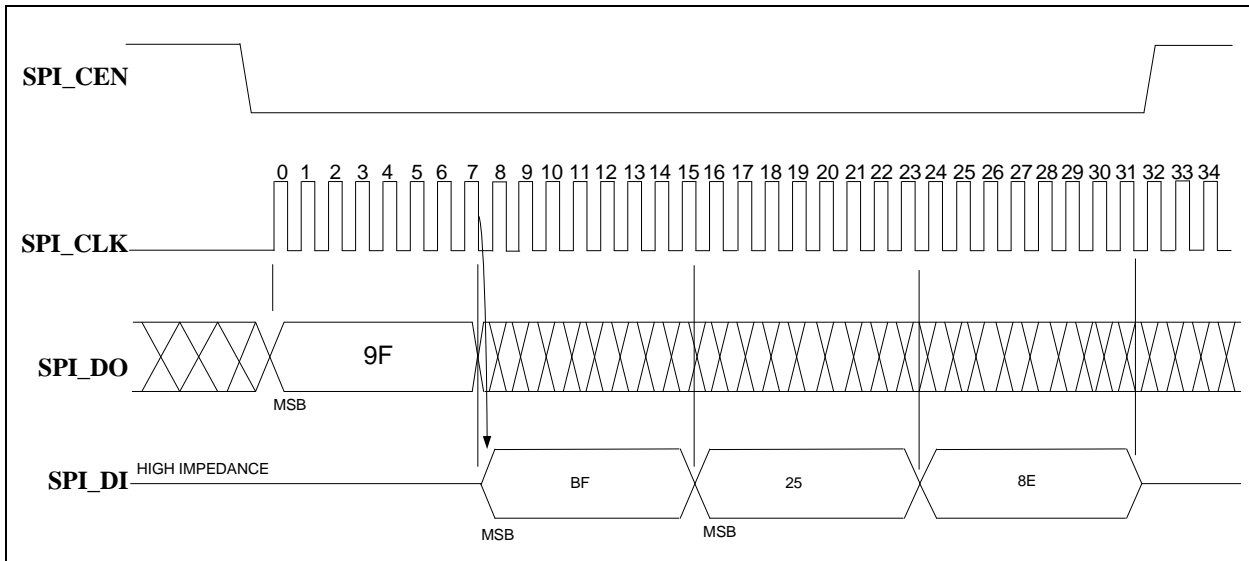 SPI_CEN
0 1 2 3 4 5 6 7 8 9 10 11 12 13 14 15 16 17 18 19 20 21 22 23 24 25 26 27 28 29 30 31 32 33 34
SPI_CLK
SPI_DO
9F
MSB
SPI_DI
HIGH IMPEDANCE
BF
25
8E
MSB
MSB